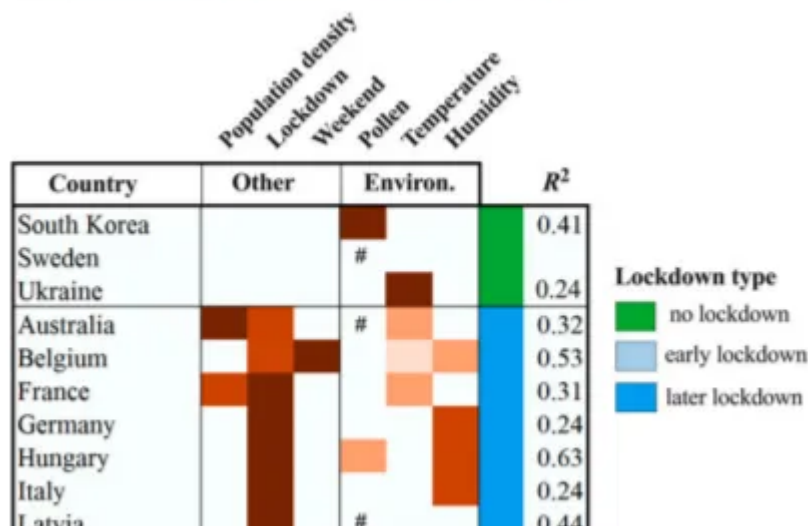 Population density
Lockdown
Weekend
Pollen
Temperature
Humidity
Country Other Environ. R²
South Korea 0.41
Sweden #
Ukraine 0.24
Australia # 0.32
Belgium 0.53
France 0.31
Germany 0.24
Hungary 0.63
Italy 0.24
Latvia # 0.44
Lockdown type
no lockdown
early lockdown
later lockdown